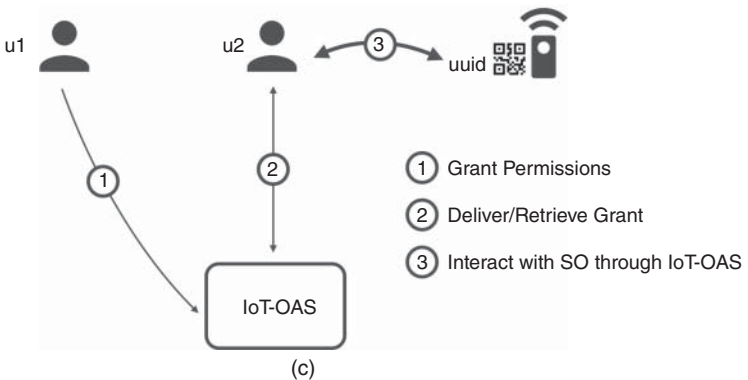 u1
u2
3
uuid
1
2
1 Grant Permissions
2 Deliver/Retrieve Grant
3 Interact with SO through IoT-OAS
IoT-OAS
(c)